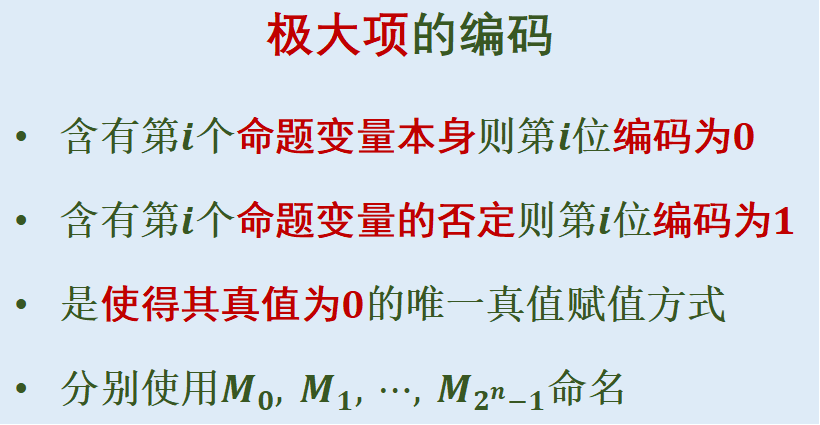 极大项的编码
• 含有第i个命题变量本身则第i位编码为0
• 含有第i个命题变量的否定则第i位编码为1
• 是使得其真值为0的唯一真值赋值方式
• 分别使用M₀, M₁, ⋯, M_{2ⁿ−1}命名